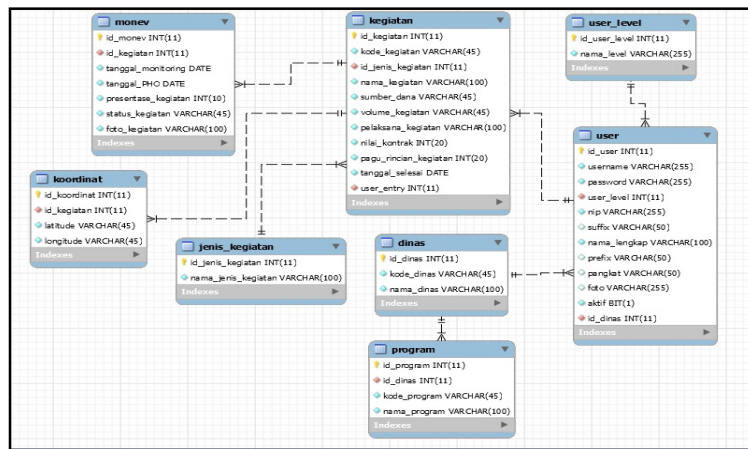 monev
id_monev INT(11)
id_kegiatan INT(11)
tanggal_monitoring DATE
tanggal_PHO DATE
presentase_kegiatan INT(10)
status_kegiatan VARCHAR(45)
foto_kegiatan VARCHAR(100)
Indexes
kegiatan
id_kegiatan INT(11)
kode_kegiatan VARCHAR(45)
id_jenis_kegiatan INT(11)
nama_kegiatan VARCHAR(100)
sumber_dana VARCHAR(45)
volume_kegiatan VARCHAR(45)
pelaksana_kegiatan VARCHAR(100)
nilai_kontrak INT(20)
pagu_rincian_kegiatan INT(20)
tanggal_selesai DATE
user_entry INT(11)
Indexes
user_level
id_user_level INT(11)
nama_level VARCHAR(255)
Indexes
user
id_user INT(11)
username VARCHAR(255)
password VARCHAR(255)
user_level INT(11)
nip VARCHAR(255)
suffix VARCHAR(50)
nama_lengkap VARCHAR(100)
prefix VARCHAR(50)
pangkat VARCHAR(50)
foto VARCHAR(255)
aktif BIT(1)
id_dinas INT(11)
Indexes
koordinat
id_koordinat INT(11)
id_kegiatan INT(11)
latitude VARCHAR(45)
longitude VARCHAR(45)
Indexes
jenis_kegiatan
id_jenis_kegiatan INT(11)
nama_jenis_kegiatan VARCHAR(100)
Indexes
dinas
id_dinas INT(11)
kode_dinas VARCHAR(45)
nama_dinas VARCHAR(100)
Indexes
program
id_program INT(11)
id_dinas INT(11)
kode_program VARCHAR(45)
nama_program VARCHAR(100)
Indexes